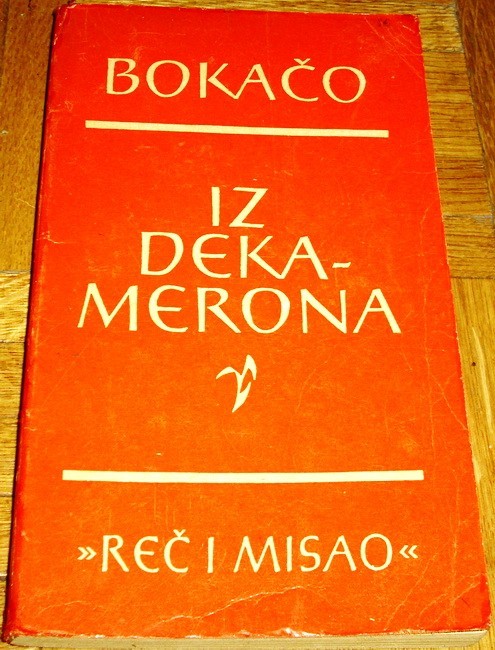 BOKAČO
IZ
DEKA-
MERONA
»REČ I MISAO«